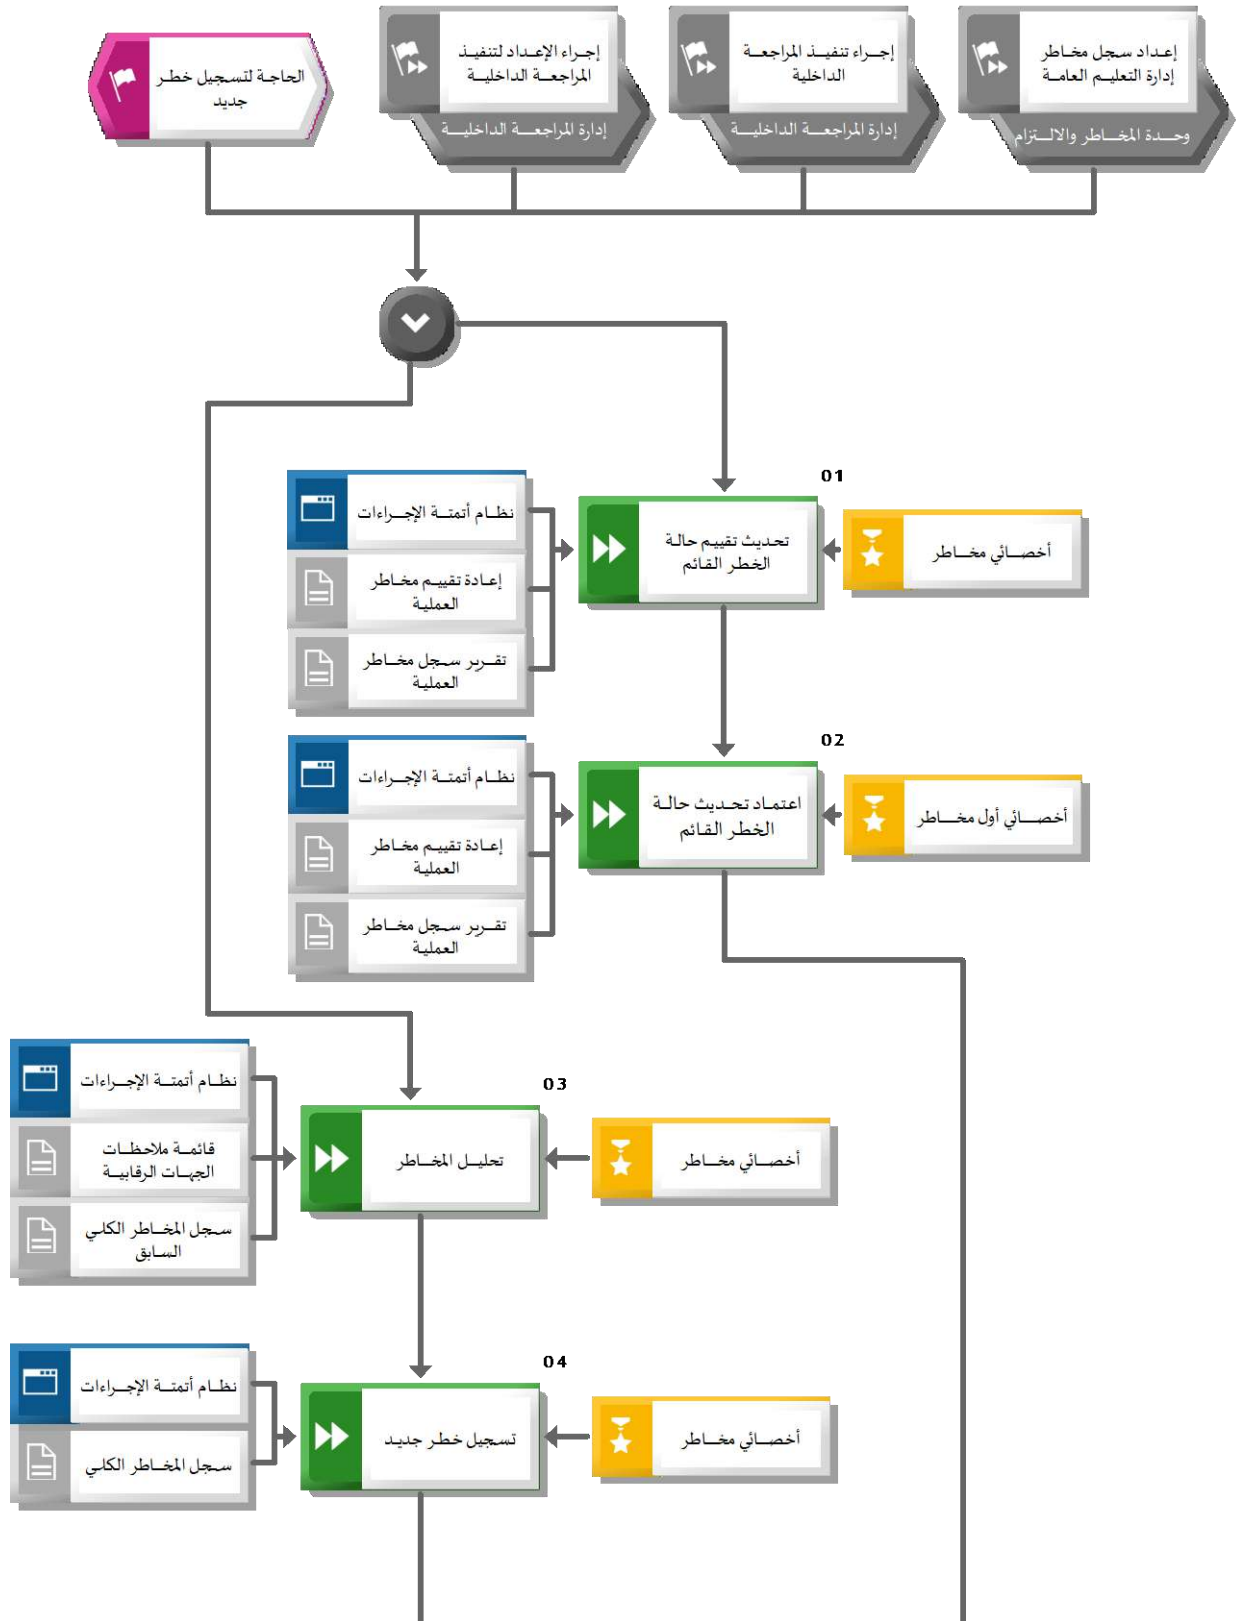 إعداد سجل مخاطر
إدارة التعليم العامة
وحدة المخاطر والالتزام
إجراء تنفيذ المراجعة
الداخلية
إدارة المراجعة الداخلية
إجراء الإعداد لتنفيذ
المراجعة الداخلية
إدارة المراجعة الداخلية
الحاجة لتسجيل خطر
جديد
01
أخصائي مخاطر
تحديث تقييم حالة
الخطر القائم
نظام أتمتة الإجراءات
إعادة تقييم مخاطر
العملية
تقرير سجل مخاطر
العملية
02
أخصائي أول مخاطر
اعتماد تحديث حالة
الخطر القائم
نظام أتمتة الإجراءات
إعادة تقييم مخاطر
العملية
تقرير سجل مخاطر
العملية
03
أخصائي مخاطر
تحليل المخاطر
نظام أتمتة الإجراءات
قائمة ملاحظات
الجهات الرقابية
سجل المخاطر الكلي
السابق
04
أخصائي مخاطر
تسجيل خطر جديد
نظام أتمتة الإجراءات
سجل المخاطر الكلي